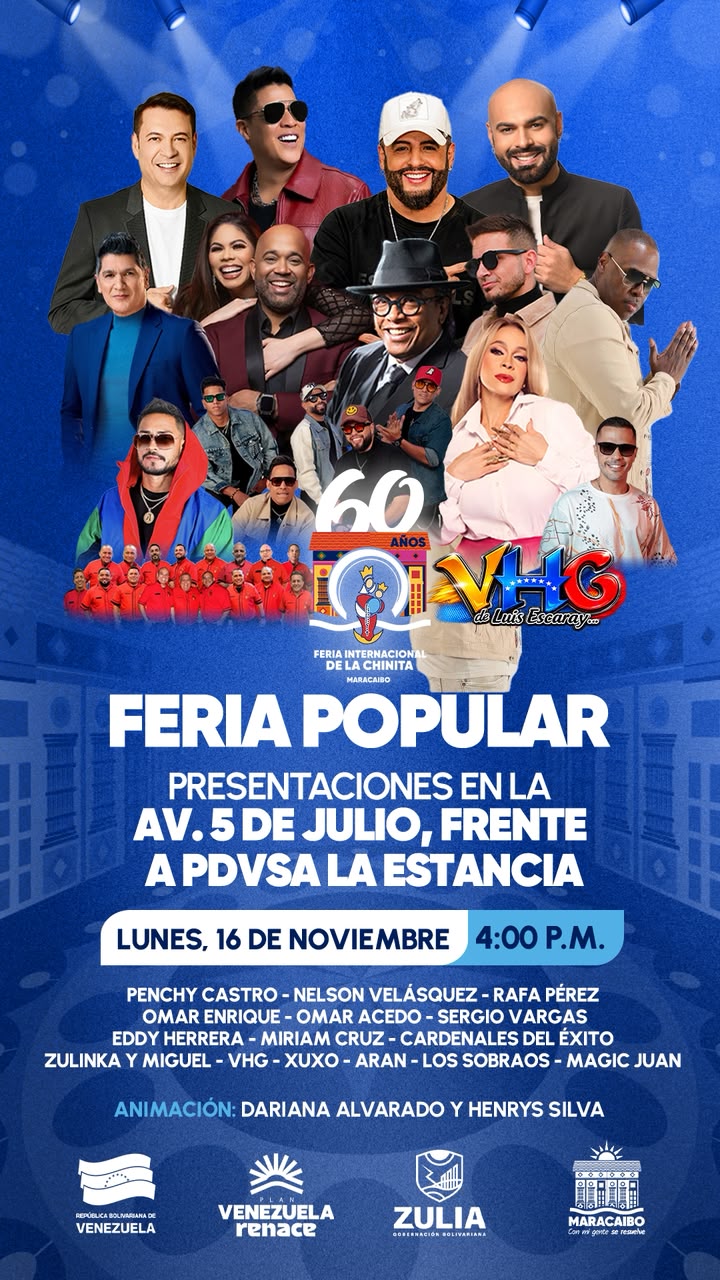 60
AÑOS
FERIA INTERNACIONAL
DE LA CHINITA
MARACAIBO
VHG
de Luis Escaray...
FERIA POPULAR
PRESENTACIONES EN LA
AV. 5 DE JULIO, FRENTE
A PDVSA LA ESTANCIA
LUNES, 16 DE NOVIEMBRE 4:00 P.M.
PENCHY CASTRO - NELSON VELÁSQUEZ - RAFA PÉREZ
OMAR ENRIQUE - OMAR ACEDO - SERGIO VARGAS
EDDY HERRERA - MIRIAM CRUZ - CARDENALES DEL ÉXITO
ZULINKA Y MIGUEL - VHG - XUXO - ARAN - LOS SOBRAOS - MAGIC JUAN
ANIMACIÓN: DARIANA ALVARADO Y HENRYS SILVA
REPÚBLICA BOLIVARIANA DE
VENEZUELA
PLAN
VENEZUELA
renace
ZULIA
GOBERNACIÓN BOLIVARIANA
MARACAIBO
Con mi gente se resuelve